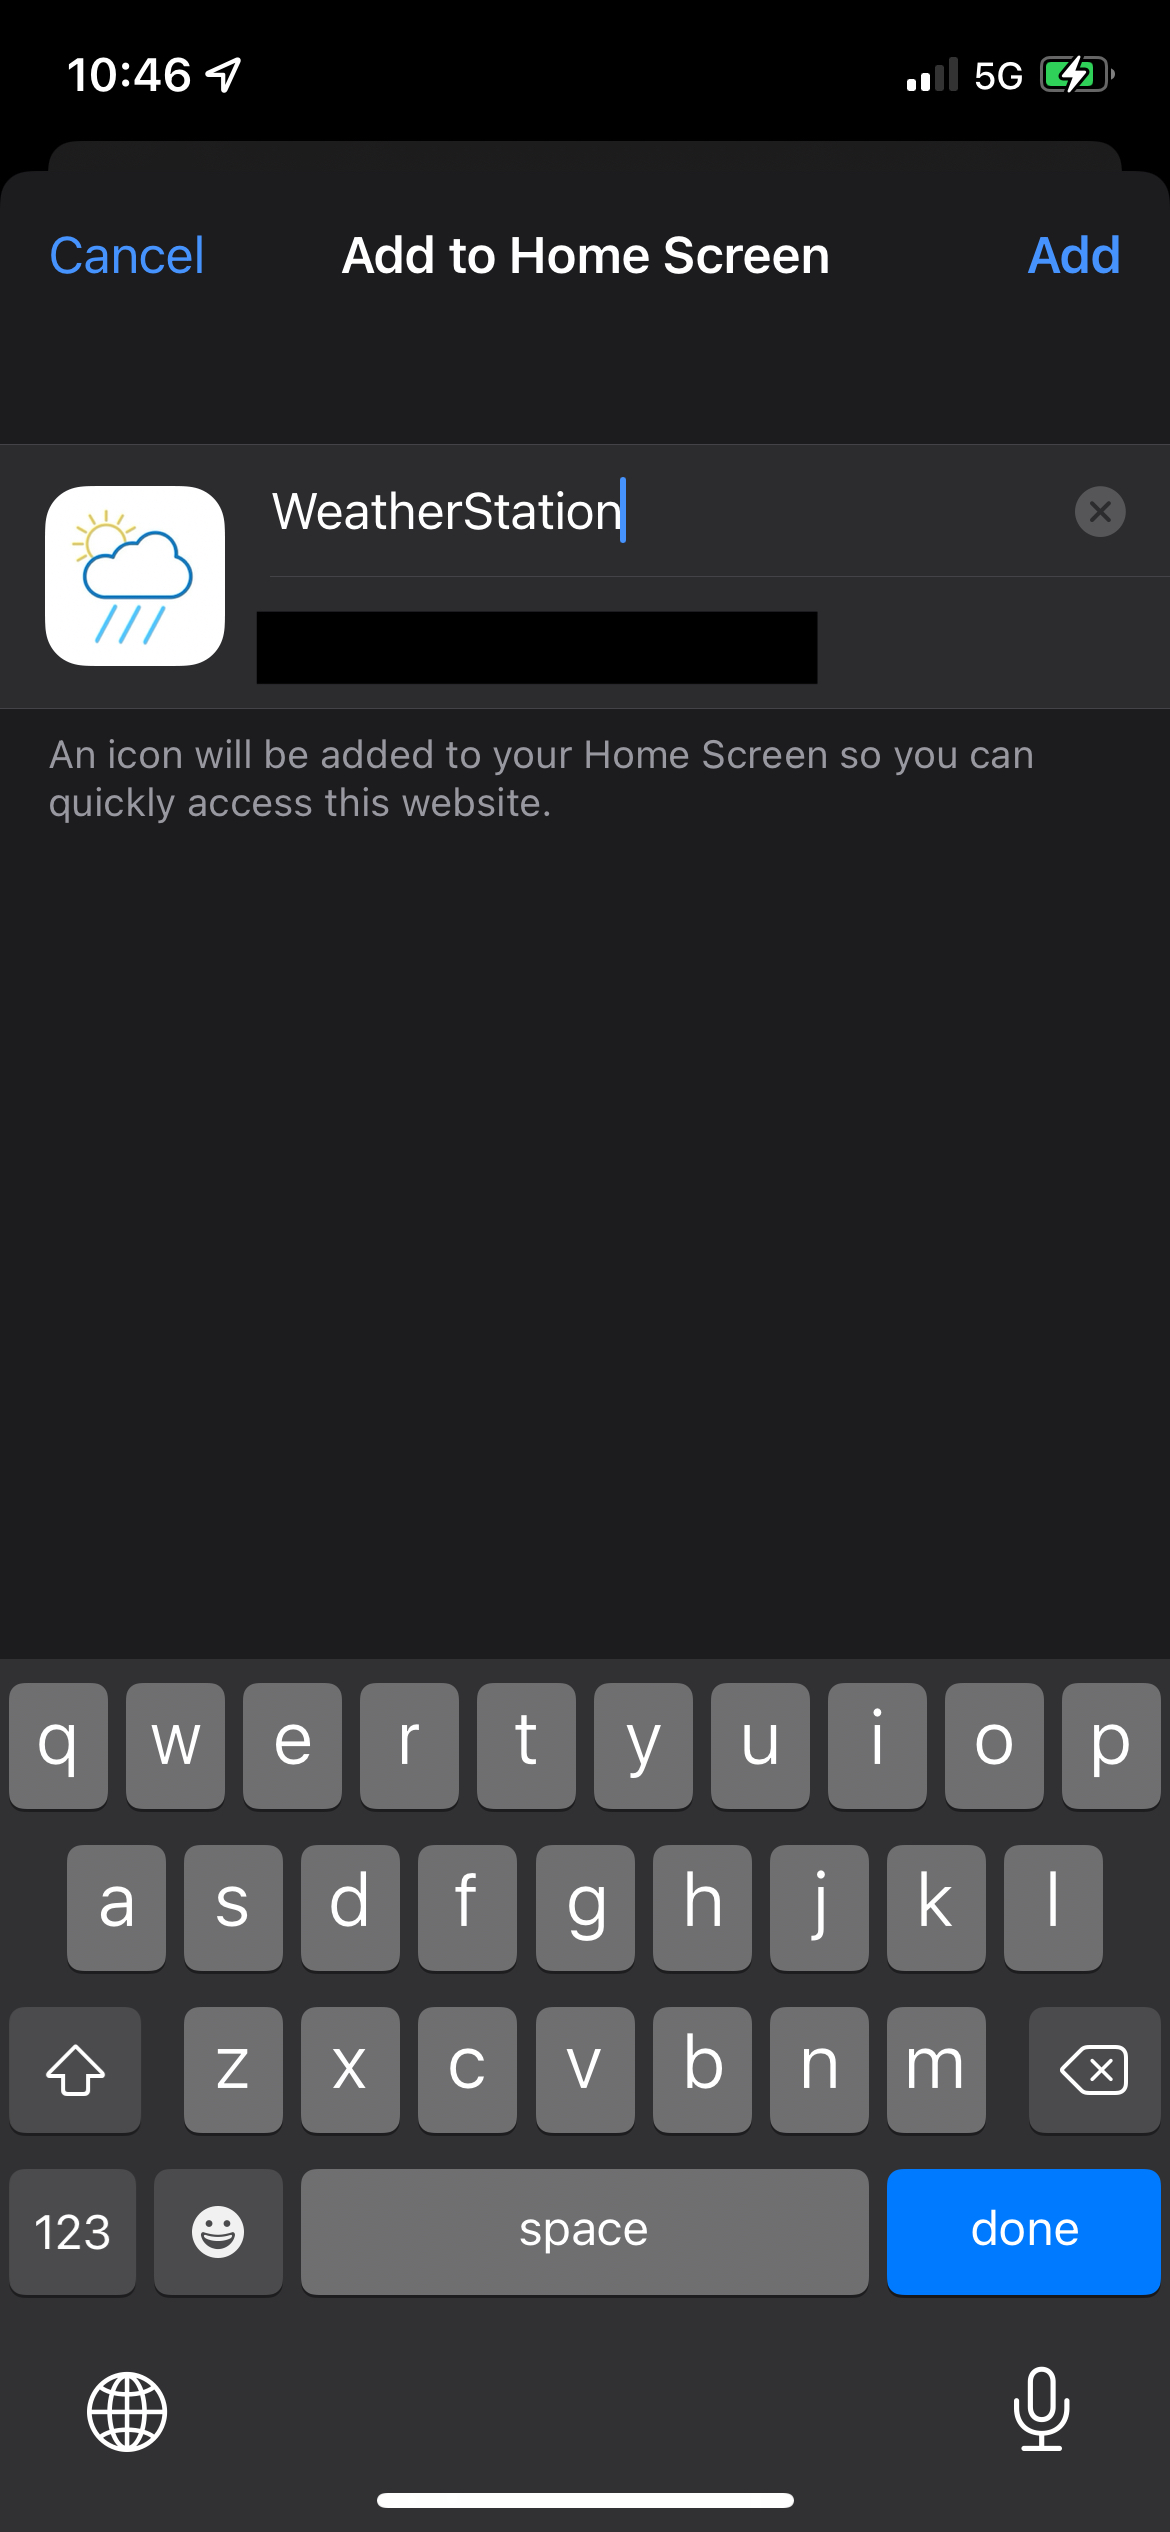 10:46
5G
Cancel
Add to Home Screen
Add
WeatherStation
An icon will be added to your Home Screen so you can
quickly access this website.
q w e r t y u i o p
a s d f g h j k l
z x c v b n m
123
space
done